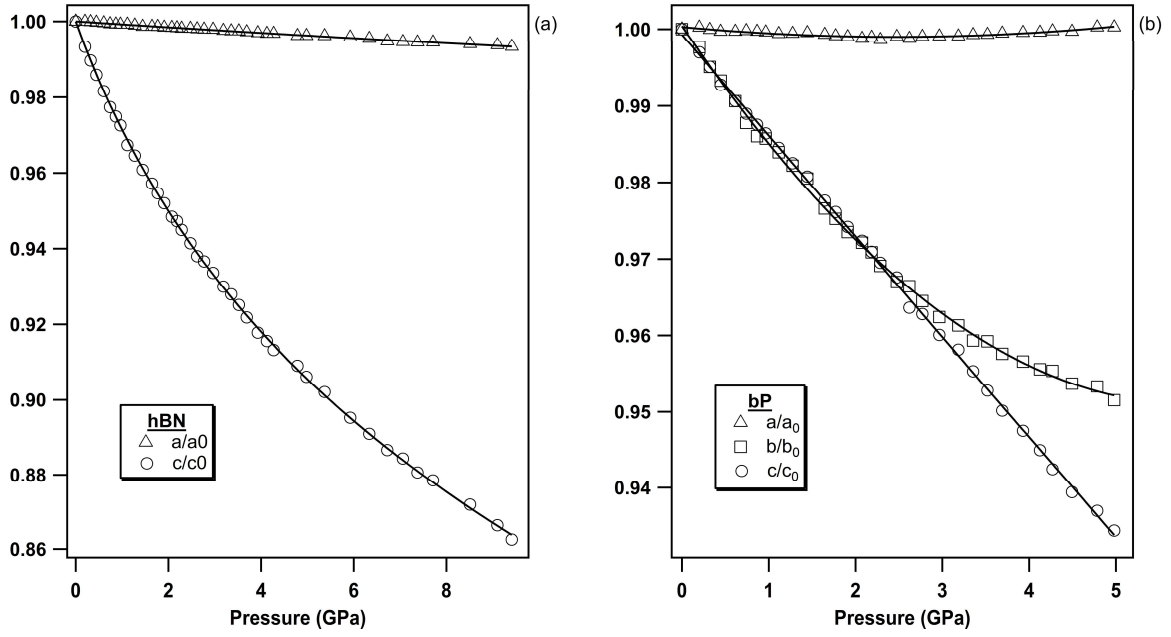 (a)
1.00
0.98
0.96
0.94
0.92
0.90
0.88
0.86
0 2 4 6 8
Pressure (GPa)
hBN
a/a0
c/c0
(b)
1.00
0.99
0.98
0.97
0.96
0.95
0.94
0 1 2 3 4 5
Pressure (GPa)
bP
a/a₀
b/b₀
c/c₀